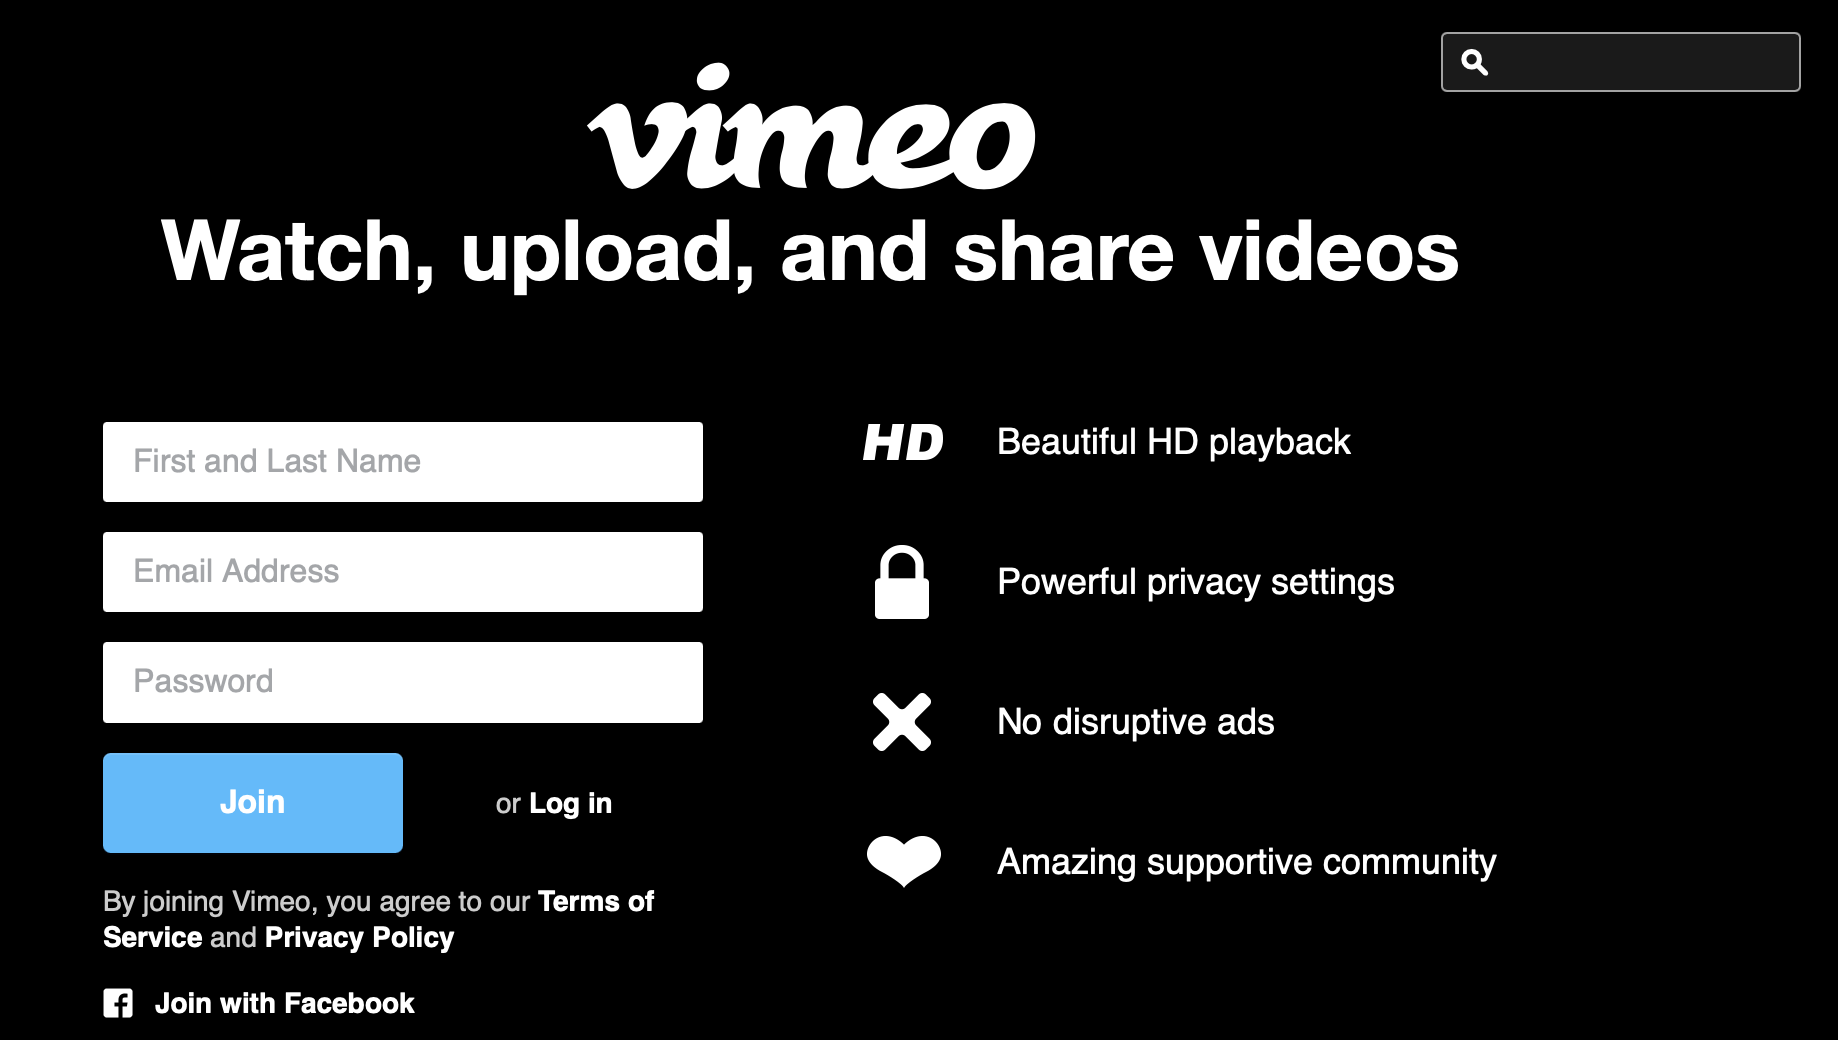 vimeo
Watch, upload, and share videos
First and Last Name
Email Address
Password
Join
or Log in
By joining Vimeo, you agree to our Terms of
Service and Privacy Policy
Join with Facebook
HD Beautiful HD playback
Powerful privacy settings
No disruptive ads
Amazing supportive community